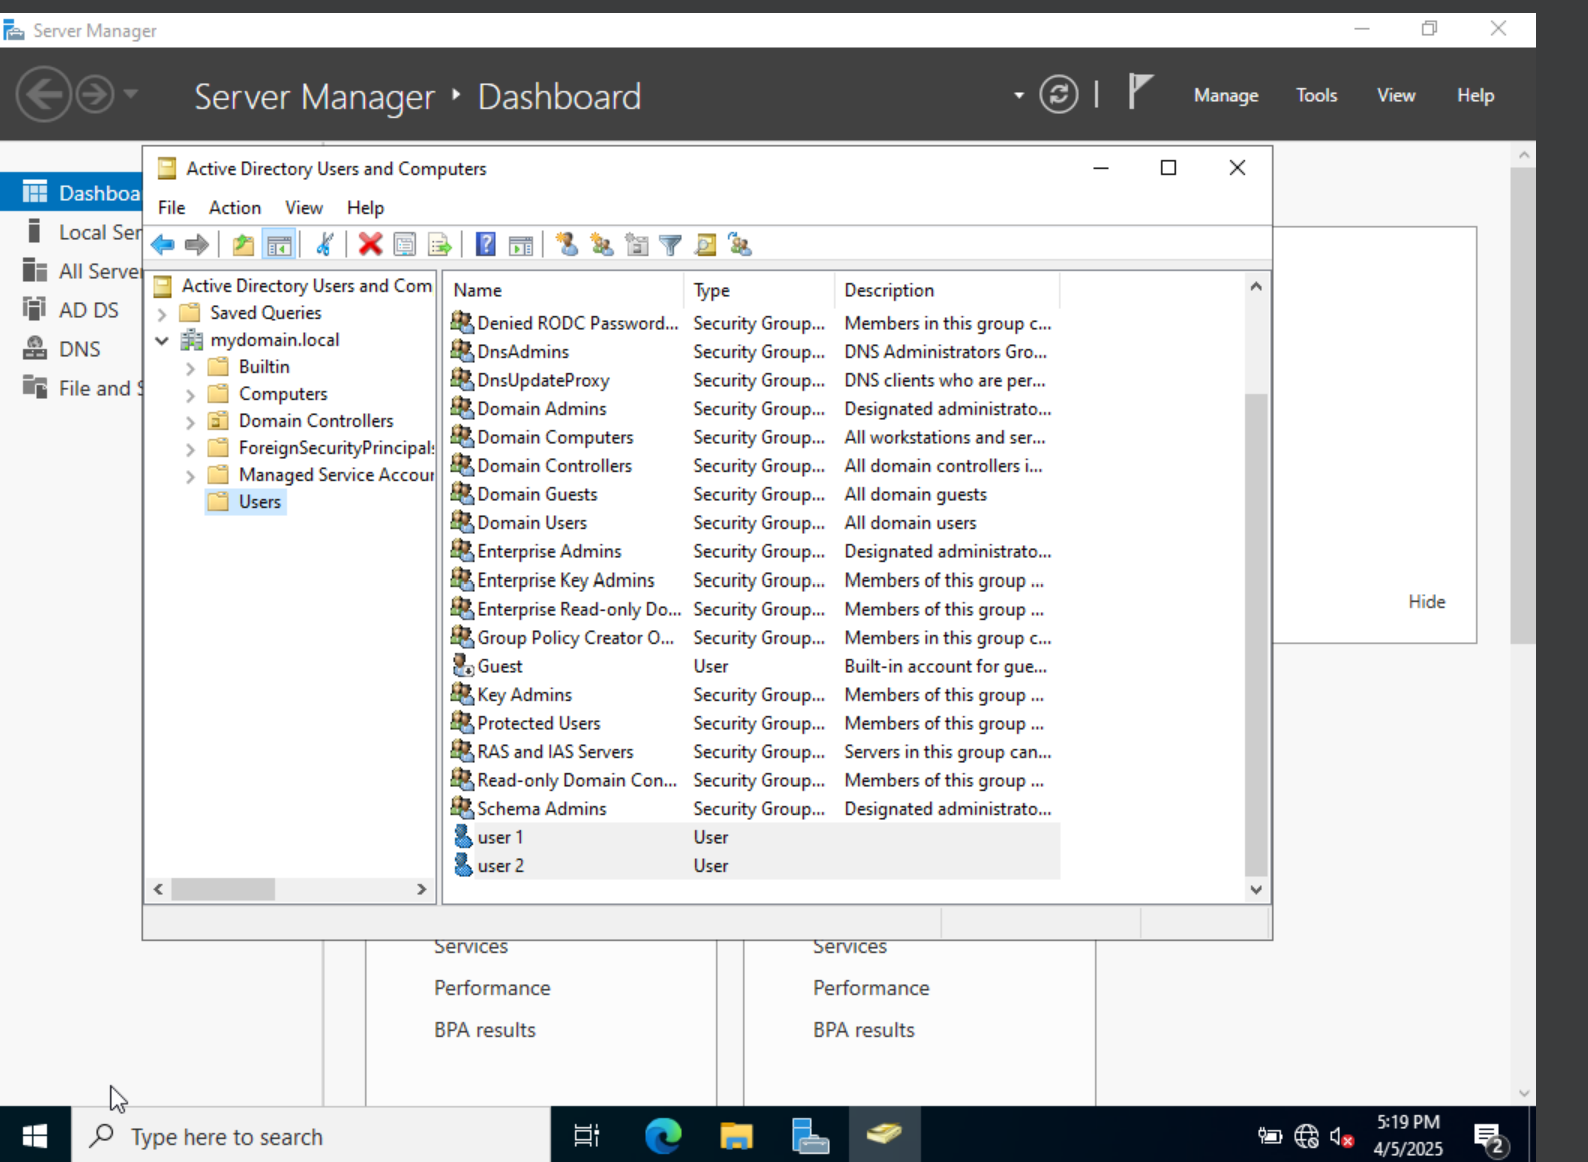 Server Manager
Server Manager ‣ Dashboard
Manage Tools View Help
Dashboa
Local Ser
All Server
AD DS
DNS
File and S
Active Directory Users and Computers
File Action View Help
Active Directory Users and Com
Saved Queries
mydomain.local
Builtin
Computers
Domain Controllers
ForeignSecurityPrincipals
Managed Service Accour
Users
Name Type Description
Denied RODC Password... Security Group... Members in this group c...
DnsAdmins Security Group... DNS Administrators Gro...
DnsUpdateProxy Security Group... DNS clients who are per...
Domain Admins Security Group... Designated administrato...
Domain Computers Security Group... All workstations and ser...
Domain Controllers Security Group... All domain controllers i...
Domain Guests Security Group... All domain guests
Domain Users Security Group... All domain users
Enterprise Admins Security Group... Designated administrato...
Enterprise Key Admins Security Group... Members of this group ...
Enterprise Read-only Do... Security Group... Members of this group ...
Group Policy Creator O... Security Group... Members in this group c...
Guest User Built-in account for gue...
Key Admins Security Group... Members of this group ...
Protected Users Security Group... Members of this group ...
RAS and IAS Servers Security Group... Servers in this group can...
Read-only Domain Con... Security Group... Members of this group ...
Schema Admins Security Group... Designated administrato...
user 1 User
user 2 User
Hide
Services Services
Performance Performance
BPA results BPA results
Type here to search
5:19 PM
4/5/2025
2